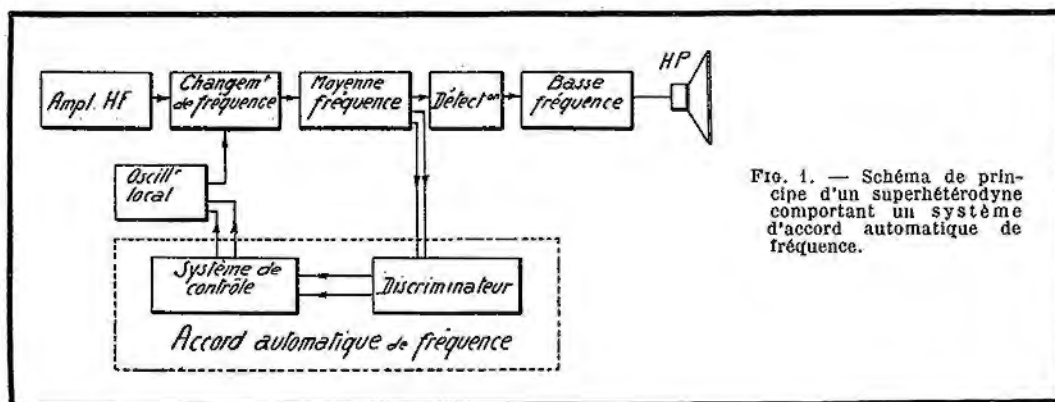 HP
Ampl. HF
Changemt
de fréquence
Moyenne
fréquence
Détecton
Basse
fréquence
Oscillr
local
Système de
contrôle
Discriminateur
Accord automatique de fréquence
FIG. 1. — Schéma de prin-
cipe d'un superhétérodyne
comportant un système
d'accord automatique de
fréquence.